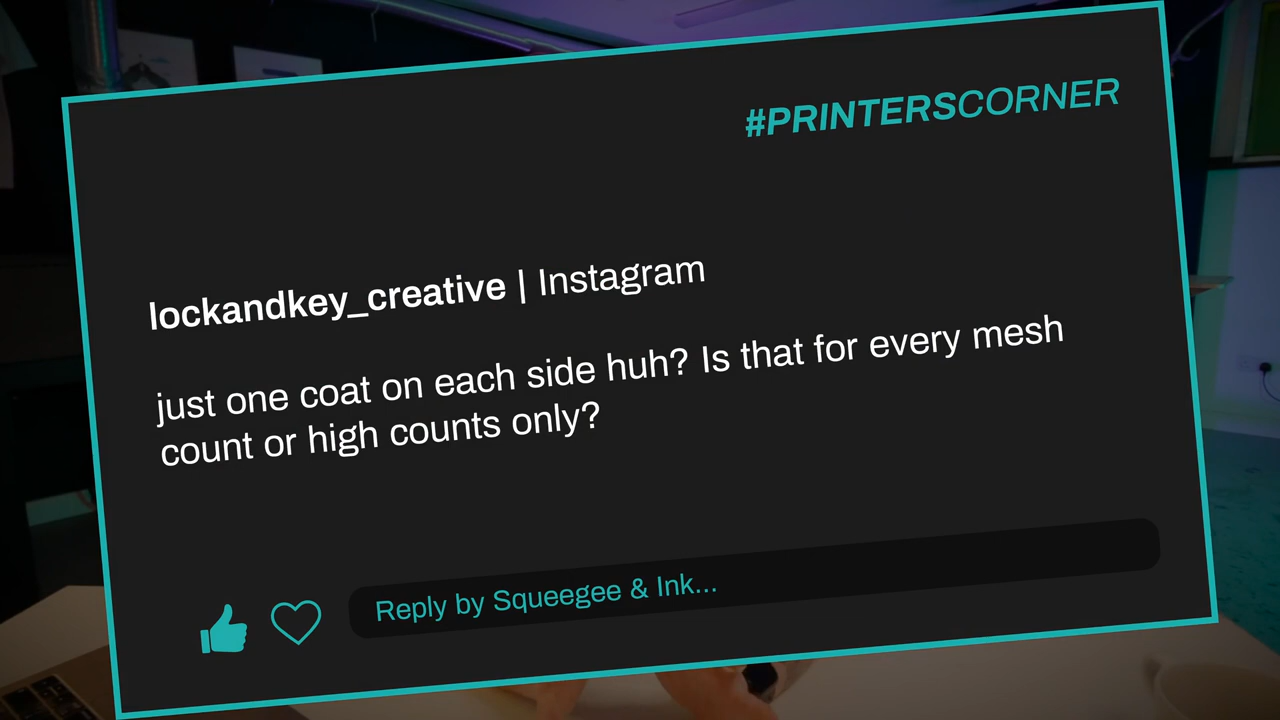 #PRINTERSCORNER
lockandkey_creative | Instagram
just one coat on each side huh? Is that for every mesh
count or high counts only?
Reply by Squeegee & Ink...